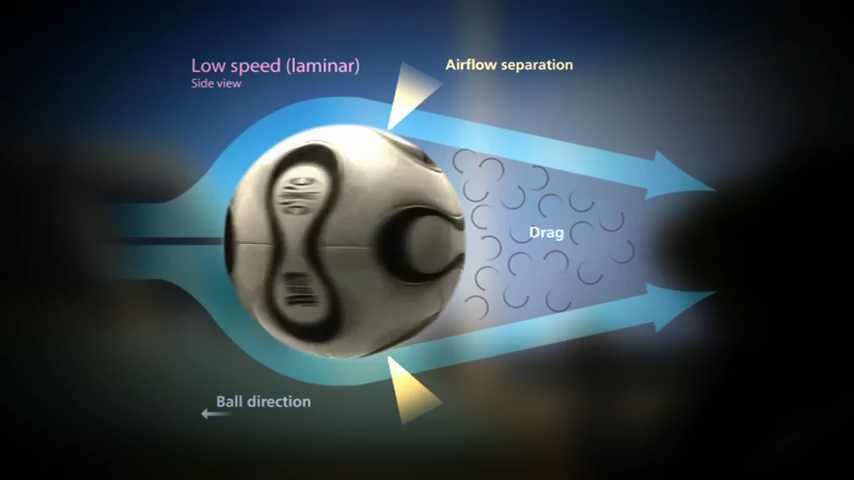 Low speed (laminar)
Side view
Airflow separation
Drag
Ball direction